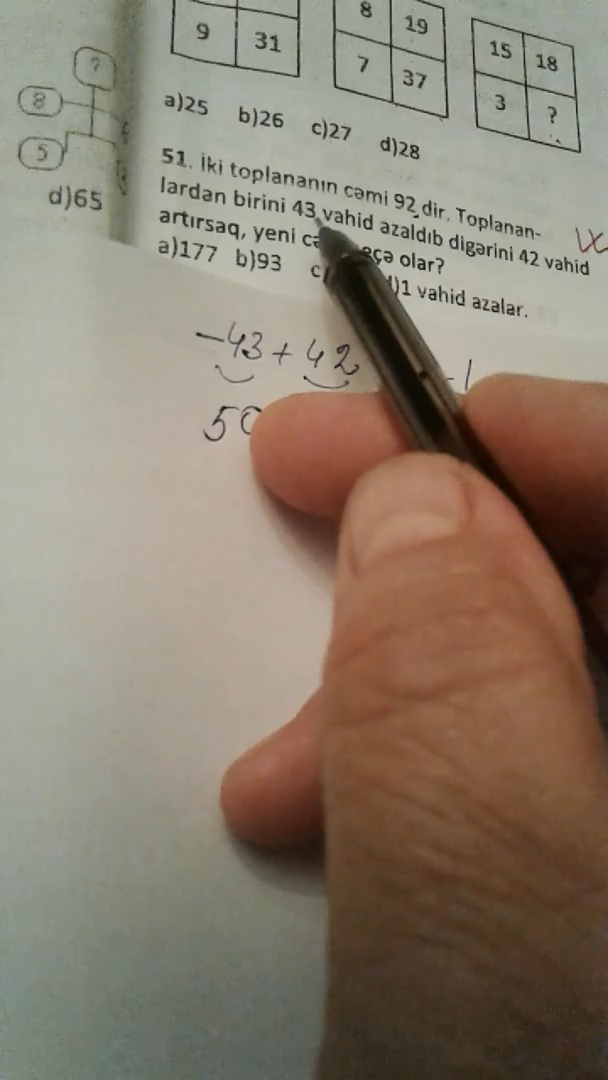 8 19
15 18
9 31
7 37
3 ?
?
8
5
d)65
a)25 b)26 c)27 d)28
51. İki toplananın cəmi 92 dir. Toplanan-
lardan birini 43 vahid azaldıb digərini 42 vahid
artırsaq, yeni olar?
a)177 b)93 1 vahid azalar.
-43 + 42 -1